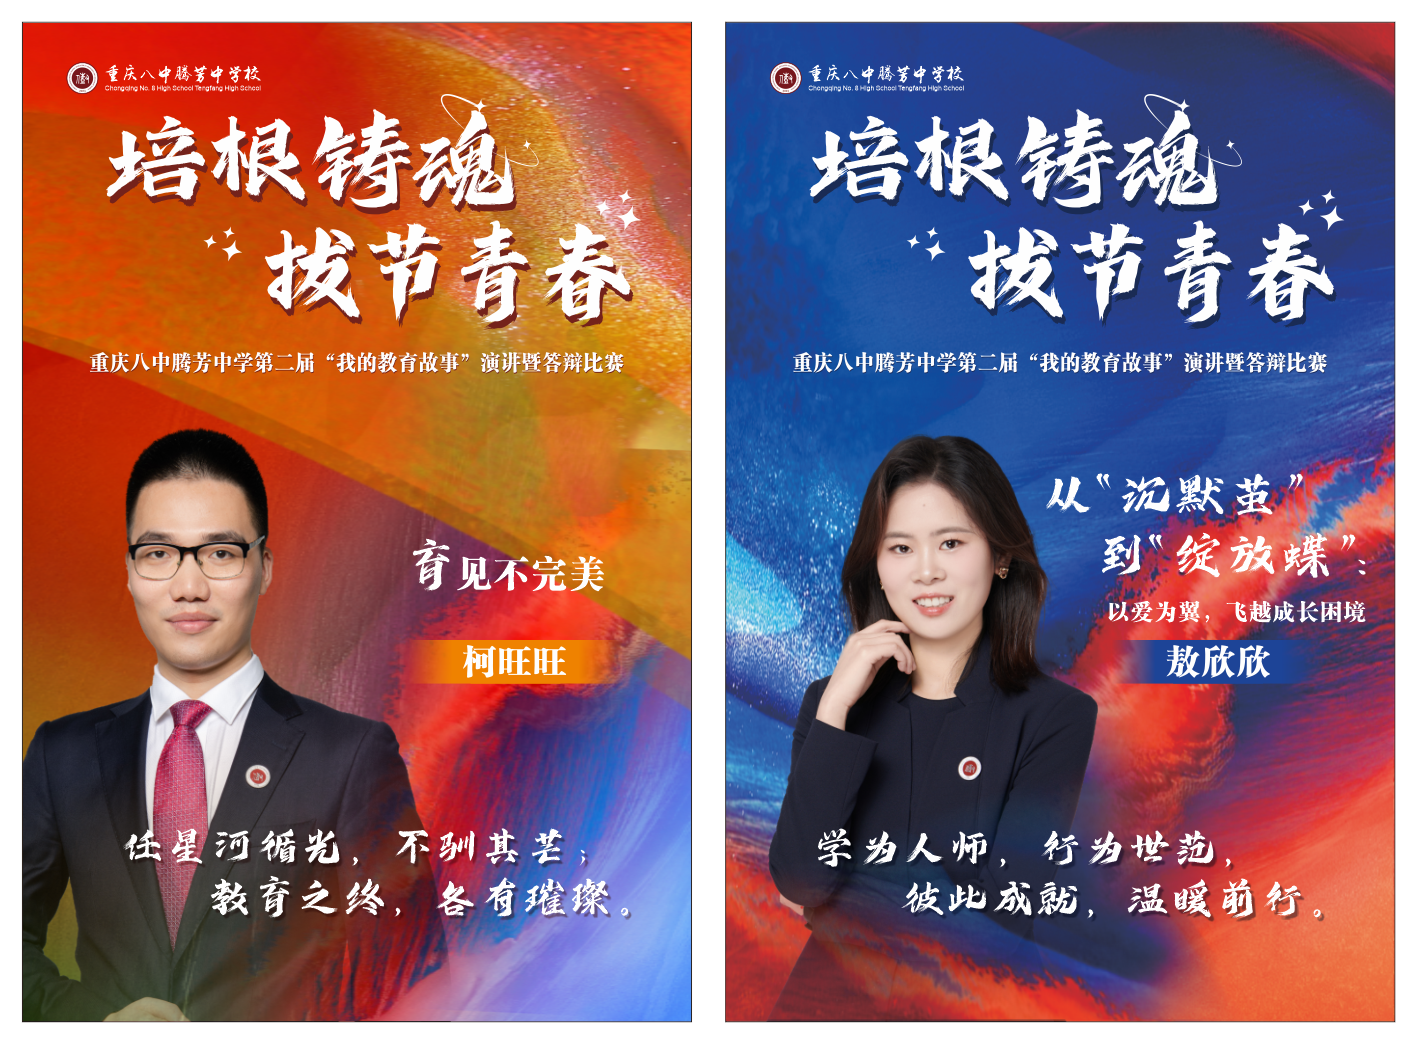 重庆八中腾芳中学校
Chongqing No. 8 High School Tengfang High School
培根铸魂
拔节青春
重庆八中腾芳中学第二届“我的教育故事”演讲暨答辩比赛
育见不完美
柯旺旺
任星河循光，不驯其芒；
教育之终，各有璀璨。
重庆八中腾芳中学校
Chongqing No. 8 High School Tengfang High School
培根铸魂
拔节青春
重庆八中腾芳中学第二届“我的教育故事”演讲暨答辩比赛
从“沉默茧”
到“绽放蝶”：
以爱为翼，飞越成长困境
敖欣欣
学为人师，行为世范，
彼此成就，温暖前行。